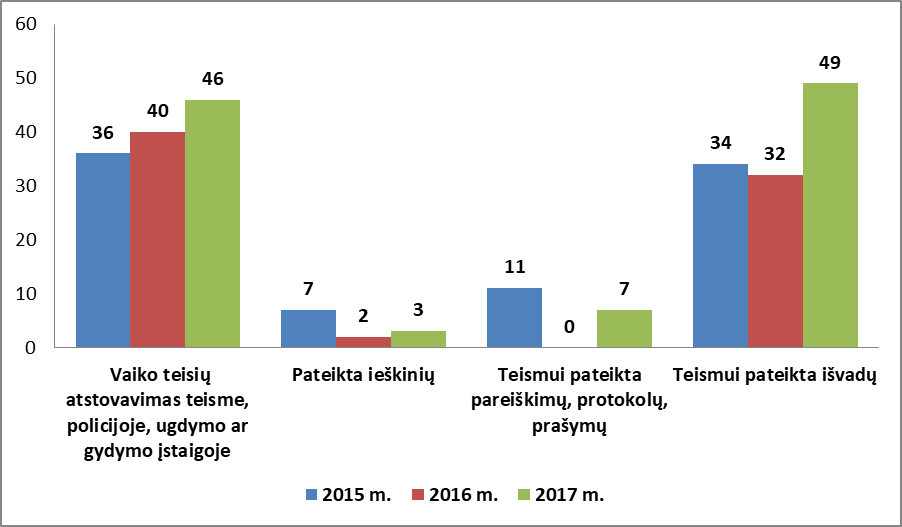 60
50
40
30
20
10
0
36
40
46
7
2
3
11
0
7
34
32
49
Vaiko teisių
atstovavimas teisme,
policijoje, ugdymo ar
gydymo įstaigoje
Pateikta ieškinių
Teismui pateikta
pareiškimų, protokolų,
prašymų
Teismui pateikta išvadų
2015 m. 2016 m. 2017 m.